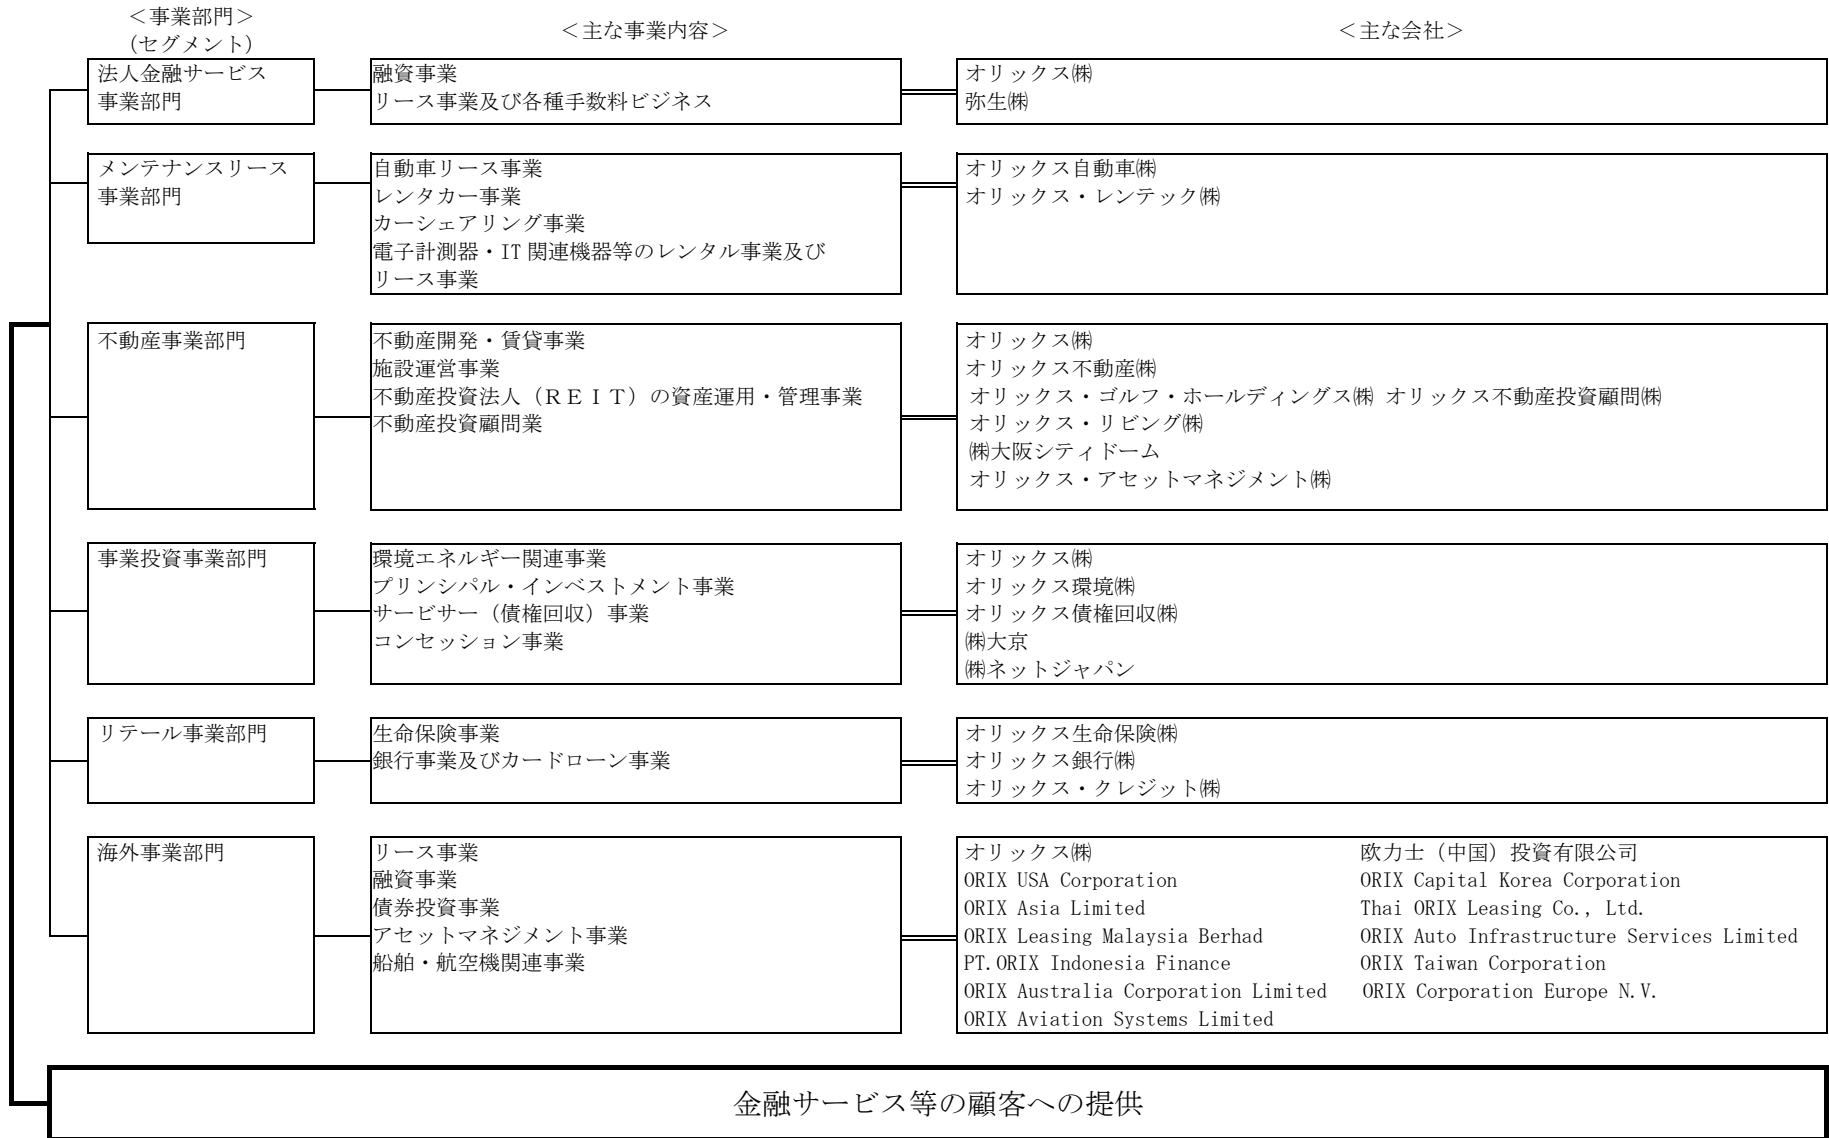 ＜事業部門＞
（セグメント）
＜主な事業内容＞
＜主な会社＞
法人金融サービス
事業部門
融資事業
リース事業及び各種手数料ビジネス
オリックス㈱
弥生㈱
メンテナンスリース
事業部門
自動車リース事業
レンタカー事業
カーシェアリング事業
電子計測器・IT関連機器等のレンタル事業及び
リース事業
オリックス自動車㈱
オリックス・レンテック㈱
不動産事業部門
不動産開発・賃貸事業
施設運営事業
不動産投資法人（ＲＥＩＴ）の資産運用・管理事業
不動産投資顧問業
オリックス㈱
オリックス不動産㈱
オリックス・ゴルフ・ホールディングス㈱ オリックス不動産投資顧問㈱
オリックス・リビング㈱
㈱大阪シティドーム
オリックス・アセットマネジメント㈱
事業投資事業部門
環境エネルギー関連事業
プリンシパル・インベストメント事業
サービサー（債権回収）事業
コンセッション事業
オリックス㈱
オリックス環境㈱
オリックス債権回収㈱
㈱大京
㈱ネットジャパン
リテール事業部門
生命保険事業
銀行事業及びカードローン事業
オリックス生命保険㈱
オリックス銀行㈱
オリックス・クレジット㈱
海外事業部門
リース事業
融資事業
債券投資事業
アセットマネジメント事業
船舶・航空機関連事業
オリックス㈱ 欧力士（中国）投資有限公司
ORIX USA Corporation ORIX Capital Korea Corporation
ORIX Asia Limited Thai ORIX Leasing Co., Ltd.
ORIX Leasing Malaysia Berhad ORIX Auto Infrastructure Services Limited
PT.ORIX Indonesia Finance ORIX Taiwan Corporation
ORIX Australia Corporation Limited ORIX Corporation Europe N.V.
ORIX Aviation Systems Limited
金融サービス等の顧客への提供